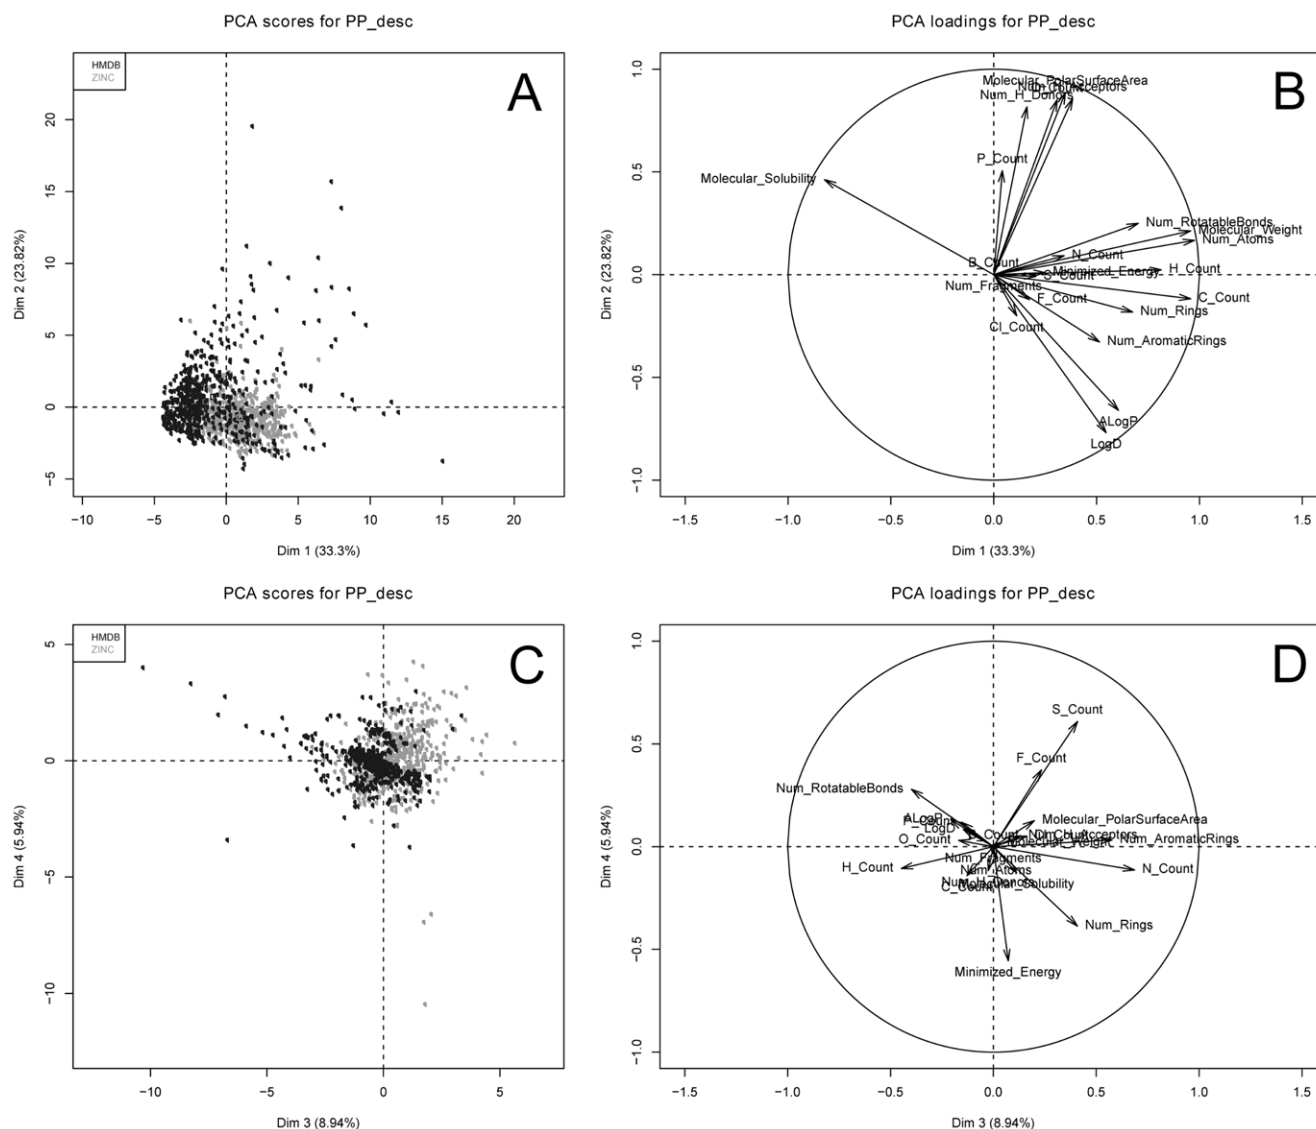 PCA scores for PP_desc
HMDB
ZINC
A
20
15
10
5
0
−5
−10
−5
0
5
10
15
20
Dim 2 (23.82%)
Dim 1 (33.3%)
PCA loadings for PP_desc
B
1.0
0.5
0.0
−0.5
−1.0
−1.5
−1.0
−0.5
0.0
0.5
1.0
1.5
Dim 2 (23.82%)
Dim 1 (33.3%)
Molecular_PolarSurfaceArea
Num_H_Donors
P_Count
Molecular_Solubility
Num_RotatableBonds
Molecular_Weight
Num_Atoms
N_Count
B_Count
Minimized_Energy
H_Count
Num_Fragments
F_Count
C_Count
Num_Rings
Cl_Count
Num_AromaticRings
ALogP
LogD
PCA scores for PP_desc
HMDB
ZINC
C
5
0
−5
−10
−10
−5
0
5
Dim 4 (5.94%)
Dim 3 (8.94%)
PCA loadings for PP_desc
D
1.0
0.5
0.0
−0.5
−1.0
−1.5
−1.0
−0.5
0.0
0.5
1.0
1.5
Dim 4 (5.94%)
Dim 3 (8.94%)
S_Count
F_Count
Num_RotatableBonds
ALogP
Molecular_PolarSurfaceArea
LogD
Num_AromaticRings
O_Count
Molecular_Weight
H_Count
Num_Fragments
N_Count
Num_Atoms
Molecular_Solubility
C_Count
Num_Rings
Minimized_Energy